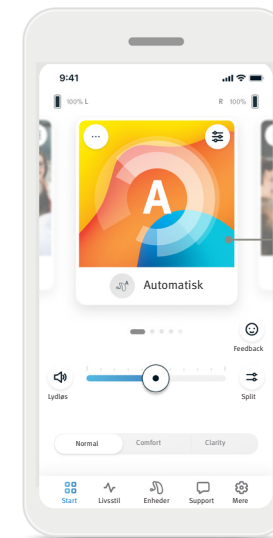 9:41
100% L
R 100%
A
Automatisk
Feedback
Lydløs
Split
Normal Comfort Clarity
Start Livsstil Enheder Support Mere